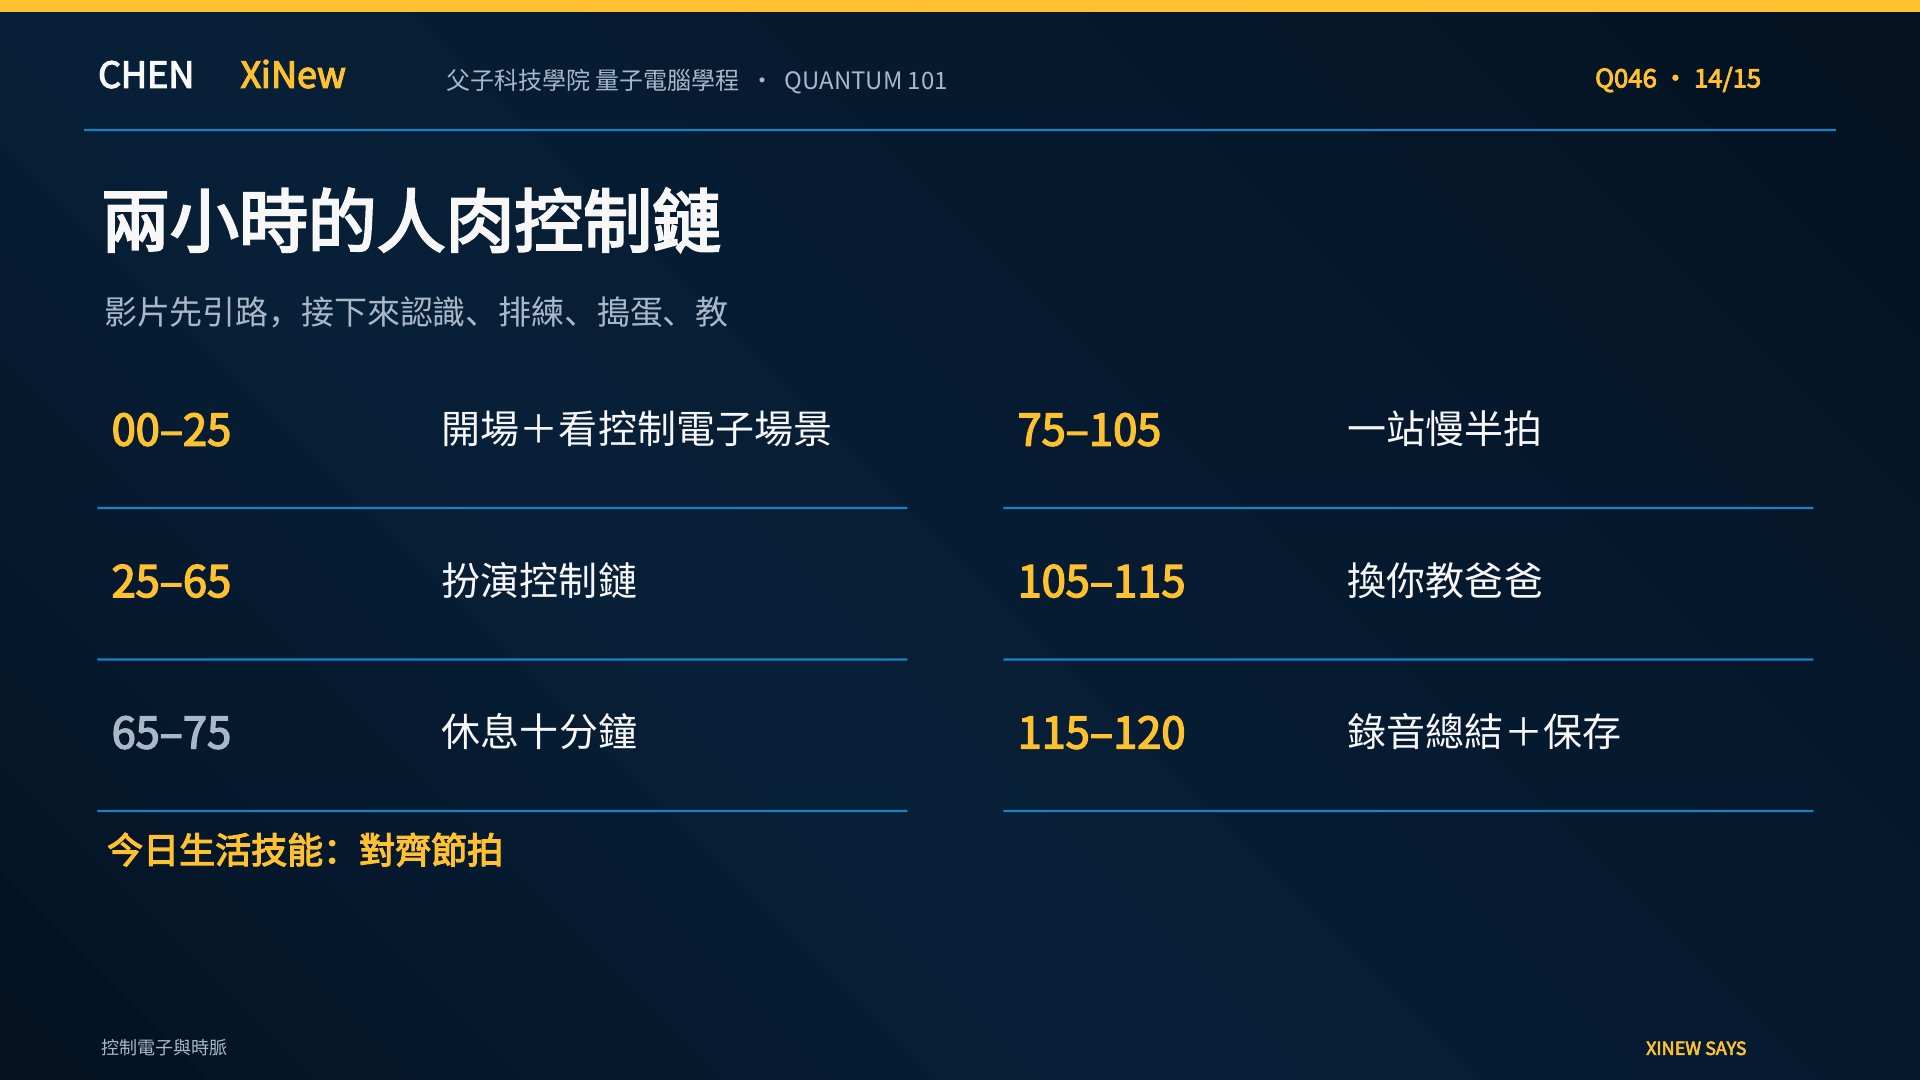 CHEN XiNew 父子科技學院 量子電腦學程 • QUANTUM 101 Q046 • 14/15
兩小時的人肉控制鏈
影片先引路，接下來認識、排練、搗蛋、教
00–25 開場＋看控制電子場景
25–65 扮演控制鏈
65–75 休息十分鐘
75–105 一站慢半拍
105–115 換你教爸爸
115–120 錄音總結＋保存
今日生活技能：對齊節拍
控制電子與時脈 XINEW SAYS